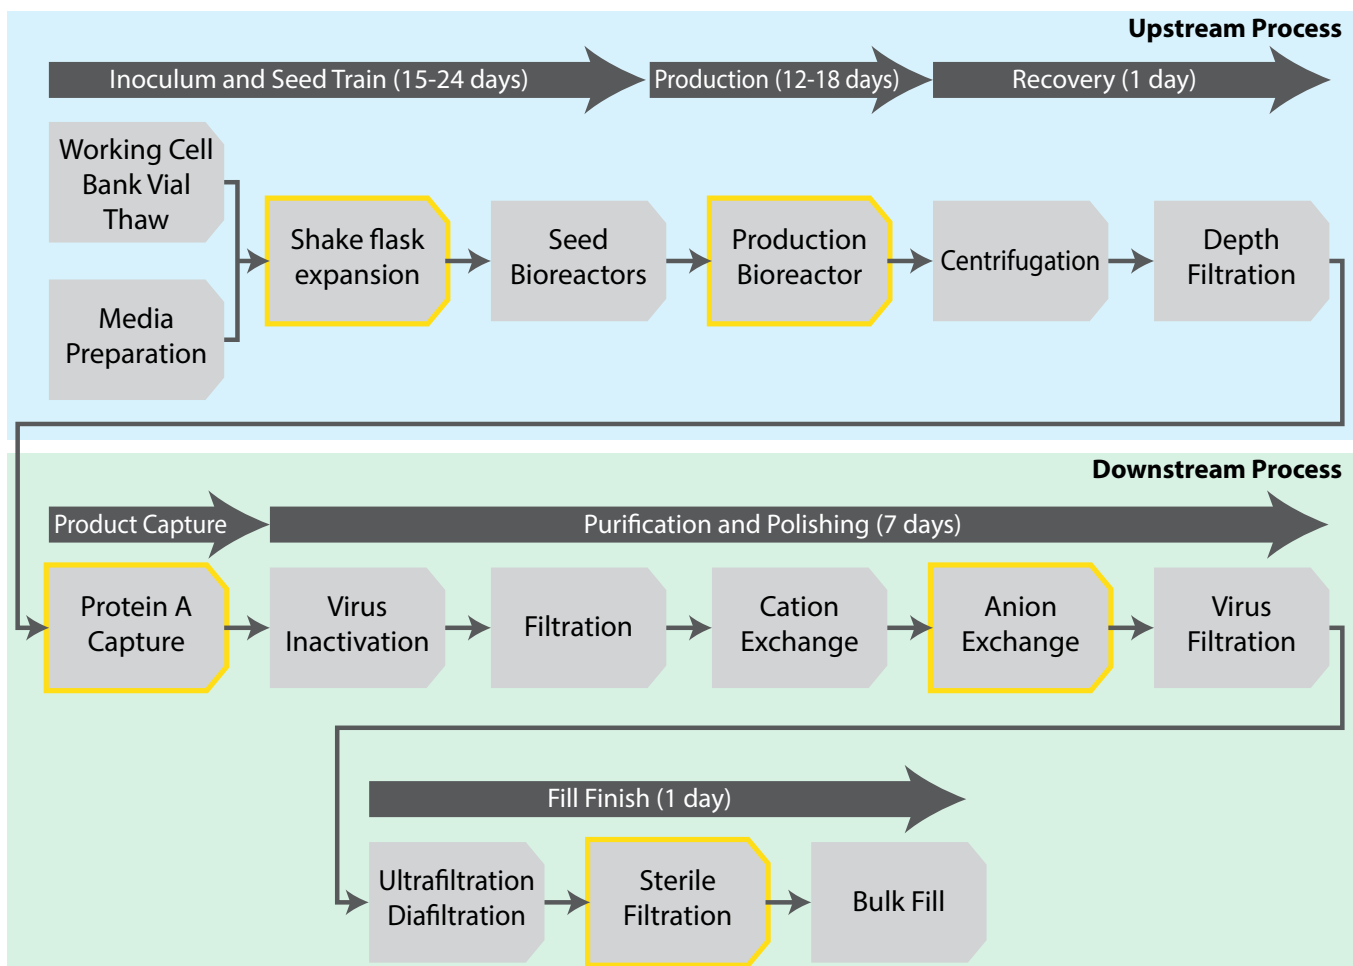 Upstream Process
Inoculum and Seed Train (15-24 days)
Production (12-18 days)
Recovery (1 day)
Working Cell
Bank Vial
Thaw
Media
Preparation
Shake flask
expansion
Seed
Bioreactors
Production
Bioreactor
Centrifugation
Depth
Filtration
Downstream Process
Product Capture
Purification and Polishing (7 days)
Protein A
Capture
Virus
Inactivation
Filtration
Cation
Exchange
Anion
Exchange
Virus
Filtration
Fill Finish (1 day)
Ultrafiltration
Diafiltration
Sterile
Filtration
Bulk Fill